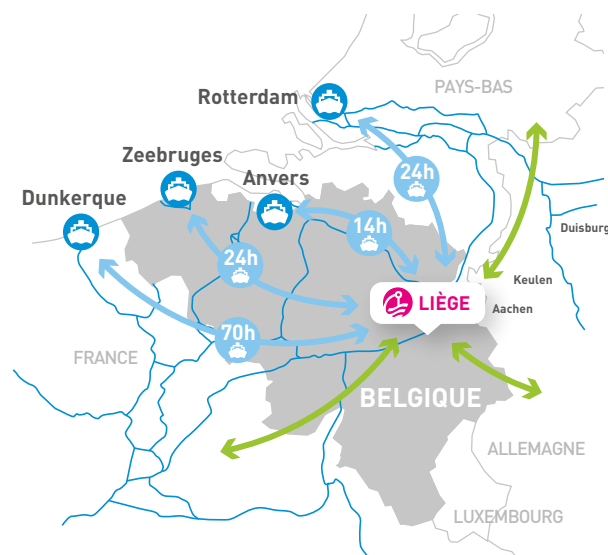 PAYS-BAS
Rotterdam
Zeebruges
24h
Anvers
Dunkerque
14h
Duisburg
24h
Keulen
LIÈGE
Aachen
70h
FRANCE
BELGIQUE
ALLEMAGNE
LUXEMBOURG